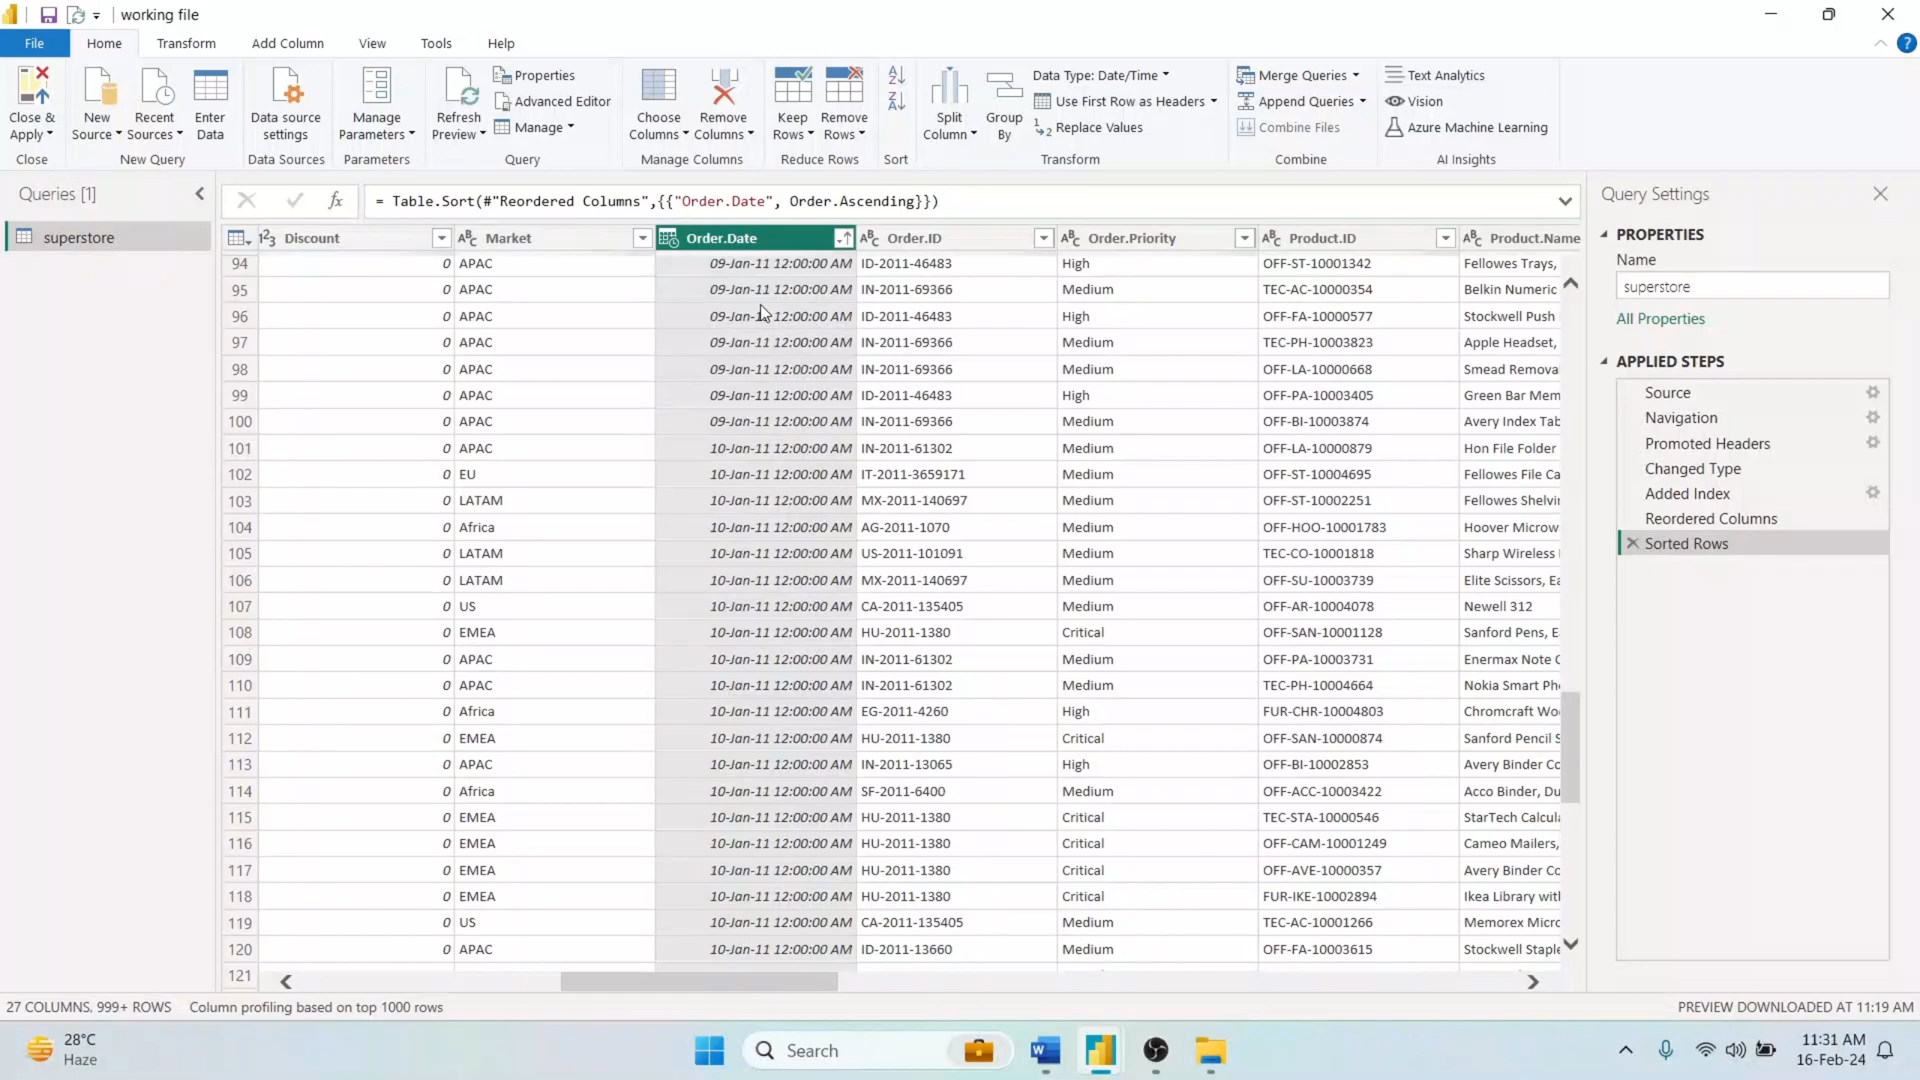 working file
File Home Transform Add Column View Tools Help
Close & Apply
New Source
Recent Sources
Enter Data
Data source settings
Manage Parameters
Refresh Preview
Properties
Advanced Editor
Manage
Choose Columns
Remove Columns
Keep Rows
Remove Rows
Split Column
Group By
Data Type: Date/Time
Use First Row as Headers
Replace Values
Merge Queries
Append Queries
Combine Files
Text Analytics
Vision
Azure Machine Learning
Close New Query Data Sources Parameters Query Manage Columns Reduce Rows Sort Transform Combine AI Insights
Queries [1]
superstore
= Table.Sort(#"Reordered Columns",{{"Order.Date", Order.Ascending}})
Discount Market Order.Date Order.ID Order.Priority Product.ID Product.Name
94 0 APAC 09-Jan-11 12:00:00 AM ID-2011-46483 High OFF-ST-10001342 Fellowes Trays,
95 0 APAC 09-Jan-11 12:00:00 AM IN-2011-69366 Medium TEC-AC-10000354 Belkin Numeric
96 0 APAC 09-Jan-11 12:00:00 AM ID-2011-46483 High OFF-FA-10000577 Stockwell Push
97 0 APAC 09-Jan-11 12:00:00 AM IN-2011-69366 Medium TEC-PH-10003823 Apple Headset,
98 0 APAC 09-Jan-11 12:00:00 AM IN-2011-69366 Medium OFF-LA-10000668 Smead Remova
99 0 APAC 09-Jan-11 12:00:00 AM ID-2011-46483 High OFF-PA-10003405 Green Bar Mem
100 0 APAC 09-Jan-11 12:00:00 AM IN-2011-69366 Medium OFF-BI-10003874 Avery Index Tab
101 0 APAC 10-Jan-11 12:00:00 AM IN-2011-61302 Medium OFF-LA-10000879 Hon File Folder
102 0 EU 10-Jan-11 12:00:00 AM IT-2011-3659171 Medium OFF-ST-10004695 Fellowes File Ca
103 0 LATAM 10-Jan-11 12:00:00 AM MX-2011-140697 Medium OFF-ST-10002251 Fellowes Shelvi
104 0 Africa 10-Jan-11 12:00:00 AM AG-2011-1070 Medium OFF-HOO-10001783 Hoover Microw
105 0 LATAM 10-Jan-11 12:00:00 AM US-2011-101091 Medium TEC-CO-10001818 Sharp Wireless
106 0 LATAM 10-Jan-11 12:00:00 AM MX-2011-140697 Medium OFF-SU-10003739 Elite Scissors, Ea
107 0 US 10-Jan-11 12:00:00 AM CA-2011-135405 Medium OFF-AR-10004078 Newell 312
108 0 EMEA 10-Jan-11 12:00:00 AM HU-2011-1380 Critical OFF-SAN-10001128 Sanford Pens, E
109 0 APAC 10-Jan-11 12:00:00 AM IN-2011-61302 Medium OFF-PA-10003731 Enermax Note C
110 0 APAC 10-Jan-11 12:00:00 AM IN-2011-61302 Medium TEC-PH-10004664 Nokia Smart Ph
111 0 Africa 10-Jan-11 12:00:00 AM EG-2011-4260 High FUR-CHR-10004803 Chromcraft Wo
112 0 EMEA 10-Jan-11 12:00:00 AM HU-2011-1380 Critical OFF-SAN-10000874 Sanford Pencil S
113 0 APAC 10-Jan-11 12:00:00 AM IN-2011-13065 High OFF-BI-10002853 Avery Binder Co
114 0 Africa 10-Jan-11 12:00:00 AM SF-2011-6400 Medium OFF-ACC-10003422 Acco Binder, Du
115 0 EMEA 10-Jan-11 12:00:00 AM HU-2011-1380 Critical TEC-STA-10000546 StarTech Calcul
116 0 EMEA 10-Jan-11 12:00:00 AM HU-2011-1380 Critical OFF-CAM-10001249 Cameo Mailers,
117 0 EMEA 10-Jan-11 12:00:00 AM HU-2011-1380 Critical OFF-AVE-10000357 Avery Binder Co
118 0 EMEA 10-Jan-11 12:00:00 AM HU-2011-1380 Critical FUR-IKE-10002894 Ikea Library with
119 0 US 10-Jan-11 12:00:00 AM CA-2011-135405 Medium TEC-AC-10001266 Memorex Micro
120 0 APAC 10-Jan-11 12:00:00 AM ID-2011-13660 Medium OFF-FA-10003615 Stockwell Staple
121
Query Settings
PROPERTIES
Name
superstore
All Properties
APPLIED STEPS
Source
Navigation
Promoted Headers
Changed Type
Added Index
Reordered Columns
Sorted Rows
27 COLUMNS, 999+ ROWS Column profiling based on top 1000 rows PREVIEW DOWNLOADED AT 11:19 AM
28°C
Haze
Search
11:31 AM
16-Feb-24